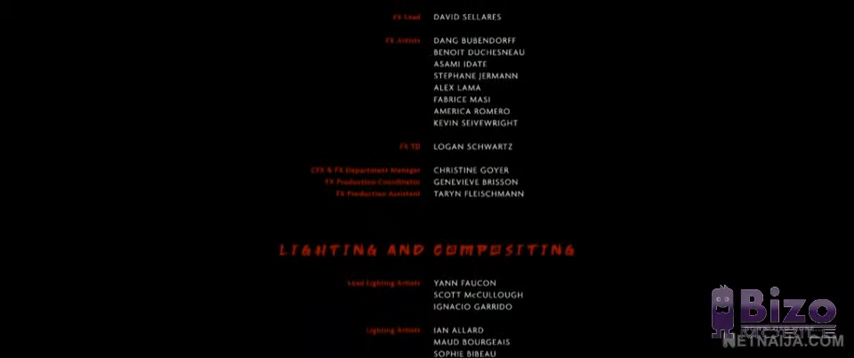 FX Lead DAVID SELLARES
FX Artists DANG BUBENDORFF
BENOIT DUCHESNEAU
ASAMI IDATE
STEPHANE JERMANN
ALEX LAMA
FABRICE MASI
AMERICA ROMERO
KEVIN SEIVEWRIGHT
FX TD LOGAN SCHWARTZ
CFX & FX Department Manager CHRISTINE GOYER
FX Production Coordinator GENEVIEVE BRISSON
FX Production Assistant TARYN FLEISCHMANN
LIGHTING AND COMPOSITING
Lead Lighting Artists YANN FAUCON
SCOTT McCULLOUGH
IGNACIO GARRIDO
Lighting Artists IAN ALLARD
MAUD BOURGEAIS
SOPHIE BIBEAU
Bizo
NETNAIJA.COM